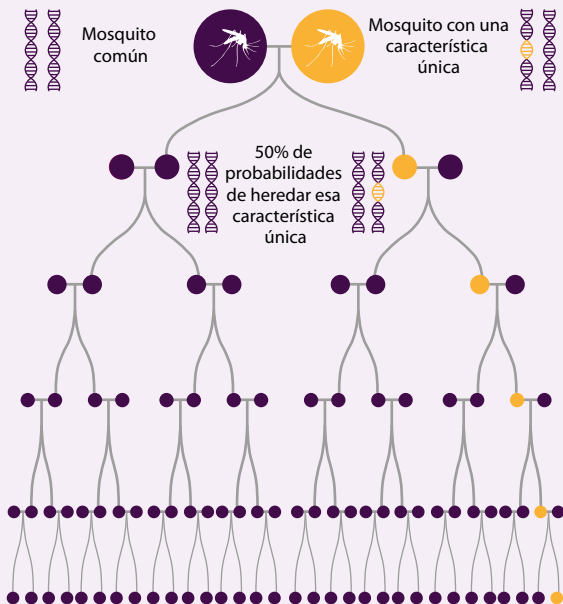 Mosquito
común
Mosquito con una
característica
única
50% de
probabilidades
de heredar esa
característica
única